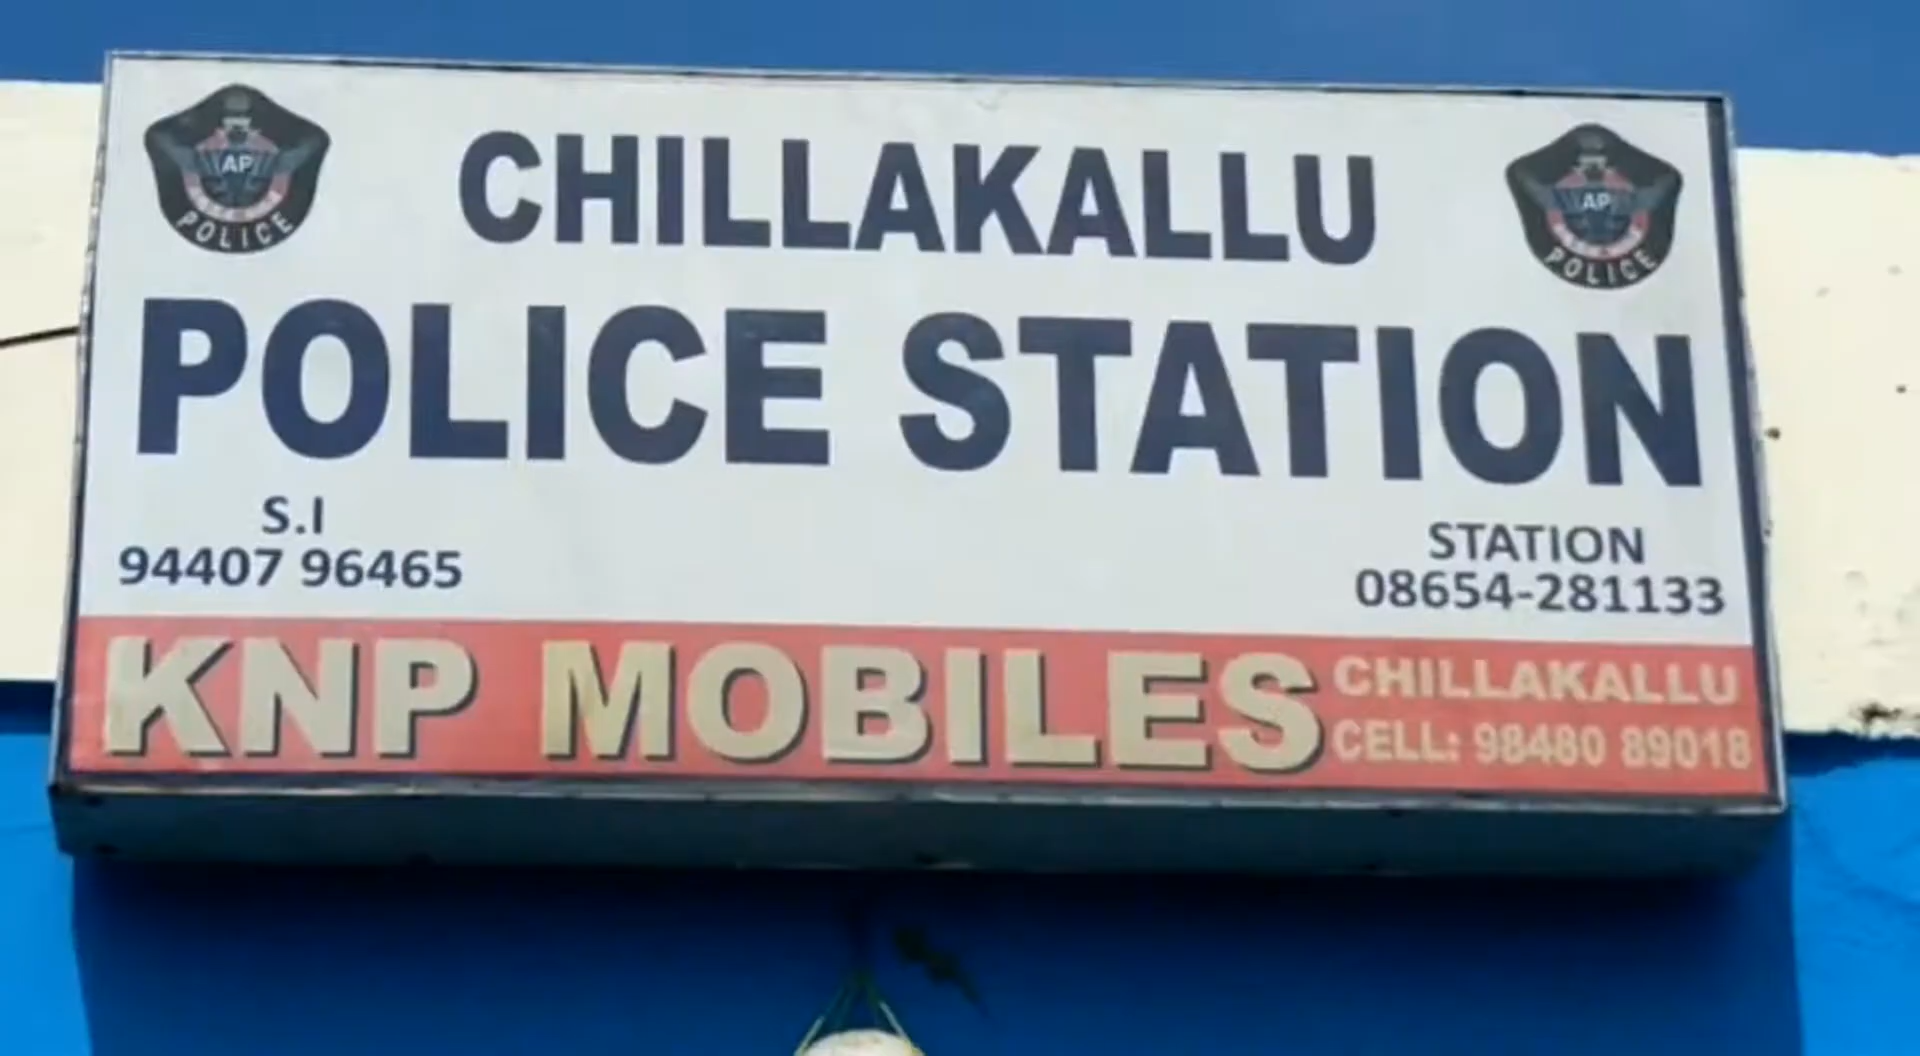 CHILLAKALLU
AP
POLICE
AP
POLICE
POLICE STATION
S.I
94407 96465
STATION
08654-281133
KNP MOBILES
CHILLAKALLU
CELL: 98480 89018